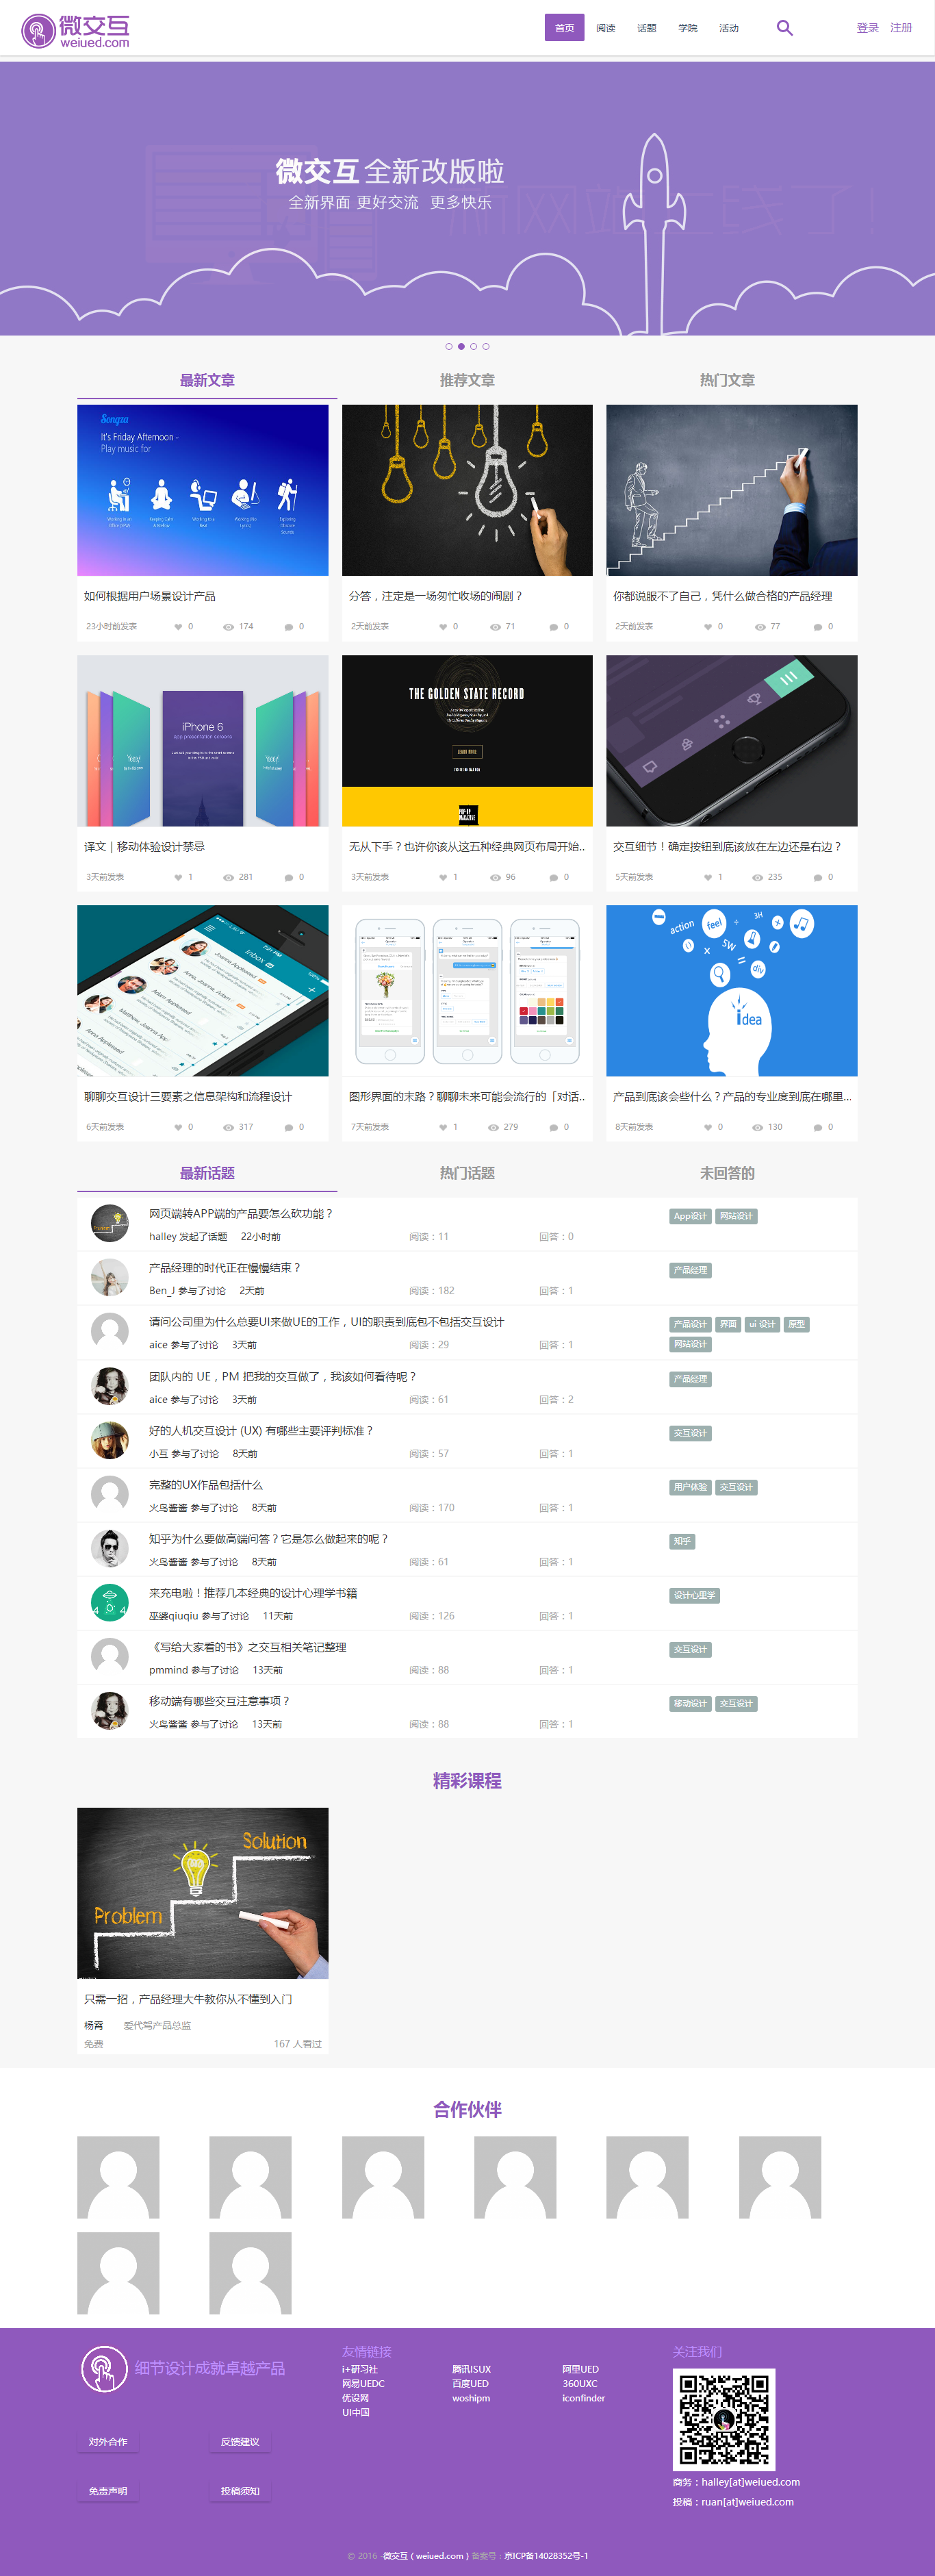 微交互
weiued.com
首页 阅读 话题 学院 活动
登录 注册
微交互 全新改版啦
全新界面 更好交流 更多快乐
最新文章 推荐文章 热门文章
Songza
It's Friday Afternoon -
Play music for
如何根据用户场景设计产品
23小时前发表 0 174 0
分答，注定是一场匆忙收场的闹剧？
2天前发表 0 71 0
你都说服不了自己，凭什么做合格的产品经理
2天前发表 0 77 0
iPhone 6
app presentation screens
译文 | 移动体验设计禁忌
3天前发表 1 281 0
THE GOLDEN STATE RECORD
LEARN MORE
POP-UP
MAGAZINE
无从下手？也许你该从这五种经典网页布局开始..
3天前发表 1 96 0
交互细节！确定按钮到底该放在左边还是右边？
5天前发表 1 235 0
Inbox
聊聊交互设计三要素之信息架构和流程设计
6天前发表 0 317 0
图形界面的末路？聊聊未来可能会流行的「对话..
7天前发表 1 279 0
action feel ÷ 3H
x 5W = div
idea
产品到底该会些什么？产品的专业度到底在哪里...
8天前发表 0 130 0
最新话题 热门话题 未回答的
网页端转APP端的产品要怎么砍功能？
halley 发起了话题 22小时前 阅读：11 回答：0
App设计 网站设计
产品经理的时代正在慢慢结束？
Ben_J 参与了讨论 2天前 阅读：182 回答：1
产品经理
请问公司里为什么总要UI来做UE的工作，UI的职责到底包不包括交互设计
aice 参与了讨论 3天前 阅读：29 回答：1
产品设计 界面 ui 设计 原型
网站设计
团队内的 UE，PM 把我的交互做了，我该如何看待呢？
aice 参与了讨论 3天前 阅读：61 回答：2
产品经理
好的人机交互设计 (UX) 有哪些主要评判标准？
小互 参与了讨论 8天前 阅读：57 回答：1
交互设计
完整的UX作品包括什么
火鸟酱酱 参与了讨论 8天前 阅读：170 回答：1
用户体验 交互设计
知乎为什么要做高端问答？它是怎么做起来的呢？
火鸟酱酱 参与了讨论 8天前 阅读：61 回答：1
知乎
来充电啦！推荐几本经典的设计心理学书籍
巫婆qiuqiu 参与了讨论 11天前 阅读：126 回答：1
设计心里学
《写给大家看的书》之交互相关笔记整理
pmmind 参与了讨论 13天前 阅读：88 回答：1
交互设计
移动端有哪些交互注意事项？
火鸟酱酱 参与了讨论 13天前 阅读：88 回答：1
移动设计 交互设计
精彩课程
Solution
Problem
只需一招，产品经理大牛教你从不懂到入门
杨霄 爱代驾产品总监
免费 167 人看过
合作伙伴
细节设计成就卓越产品
对外合作 反馈建议
免责声明 投稿须知
友情链接
i+研习社 腾讯ISUX 阿里UED
网易UEDC 百度UED 360UXC
优设网 woshipm iconfinder
UI中国
关注我们
商务：halley[at]weiued.com
投稿：ruan[at]weiued.com
© 2016 -微交互 ( weiued.com ) 备案号：京ICP备14028352号-1